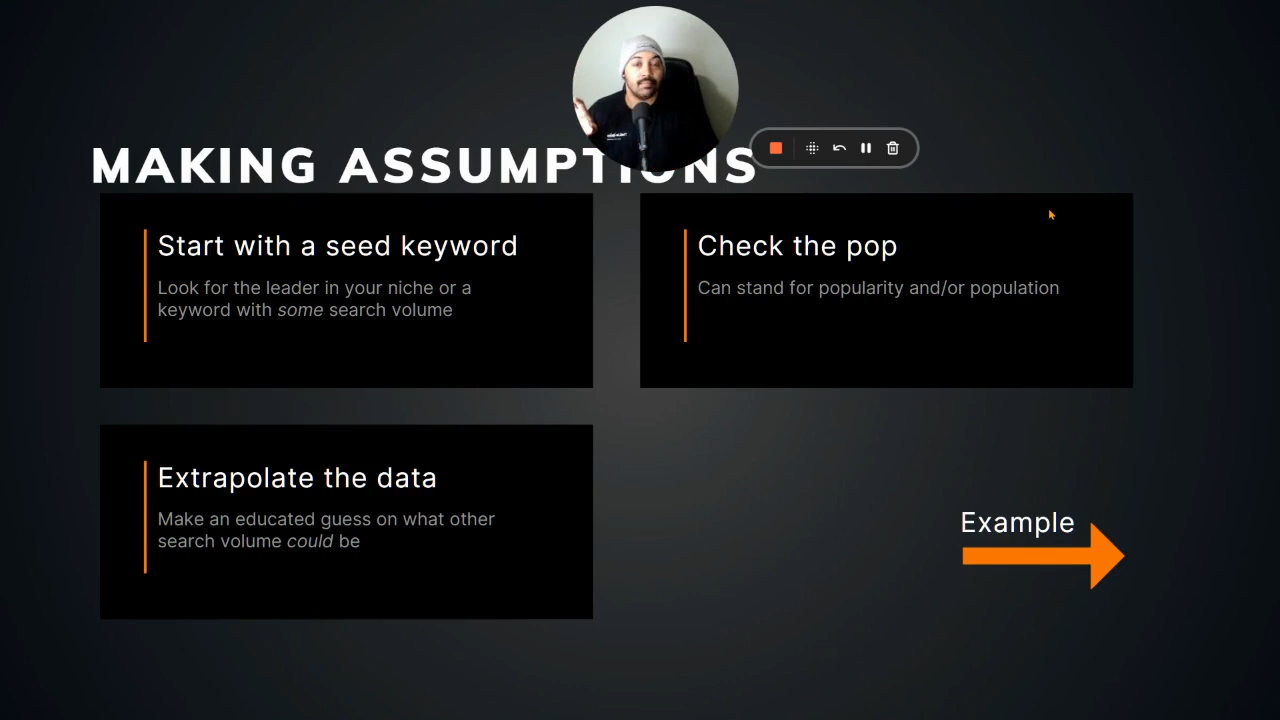 MAKING ASSUMPTIONS
Start with a seed keyword
Look for the leader in your niche or a
keyword with some search volume
Check the pop
Can stand for popularity and/or population
Extrapolate the data
Make an educated guess on what other
search volume could be
Example